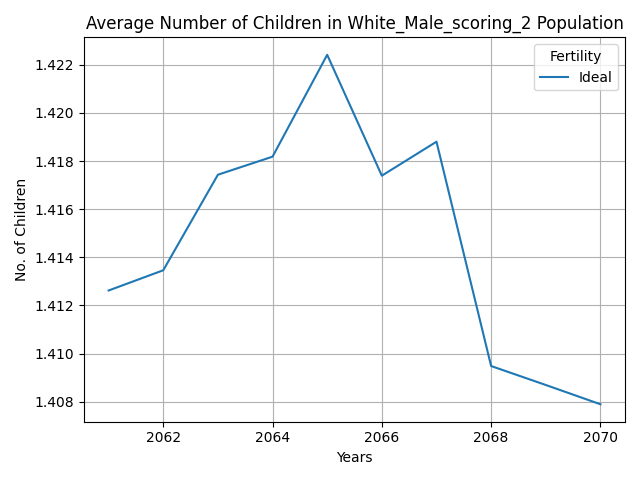 Average Number of Children in White_Male_scoring_2 Population
Fertility
Ideal
No. of Children
1.422
1.420
1.418
1.416
1.414
1.412
1.410
1.408
2062 2064 2066 2068 2070
Years